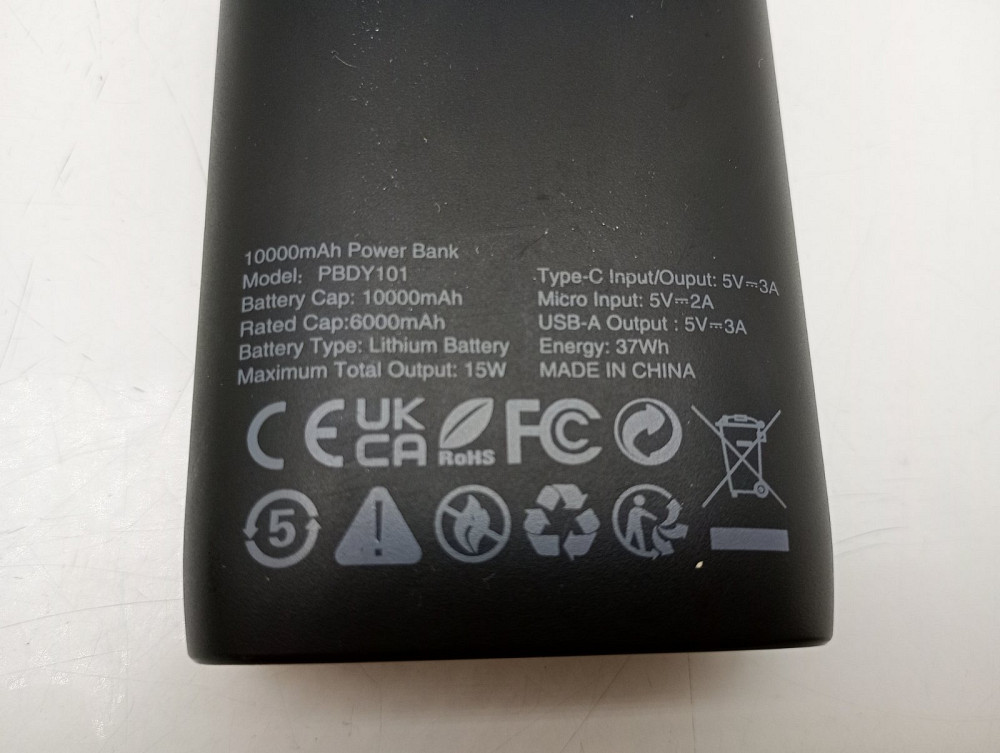 10000mAh Power Bank
Model: PBDY101
Battery Cap: 10000mAh
Rated Cap:6000mAh
Battery Type: Lithium Battery
Maximum Total Output: 15W
Type-C Input/Ouput: 5V⎓3A
Micro Input: 5V⎓2A
USB-A Output : 5V⎓3A
Energy: 37Wh
MADE IN CHINA
CE
UK
CA
RoHS
FC
5
!